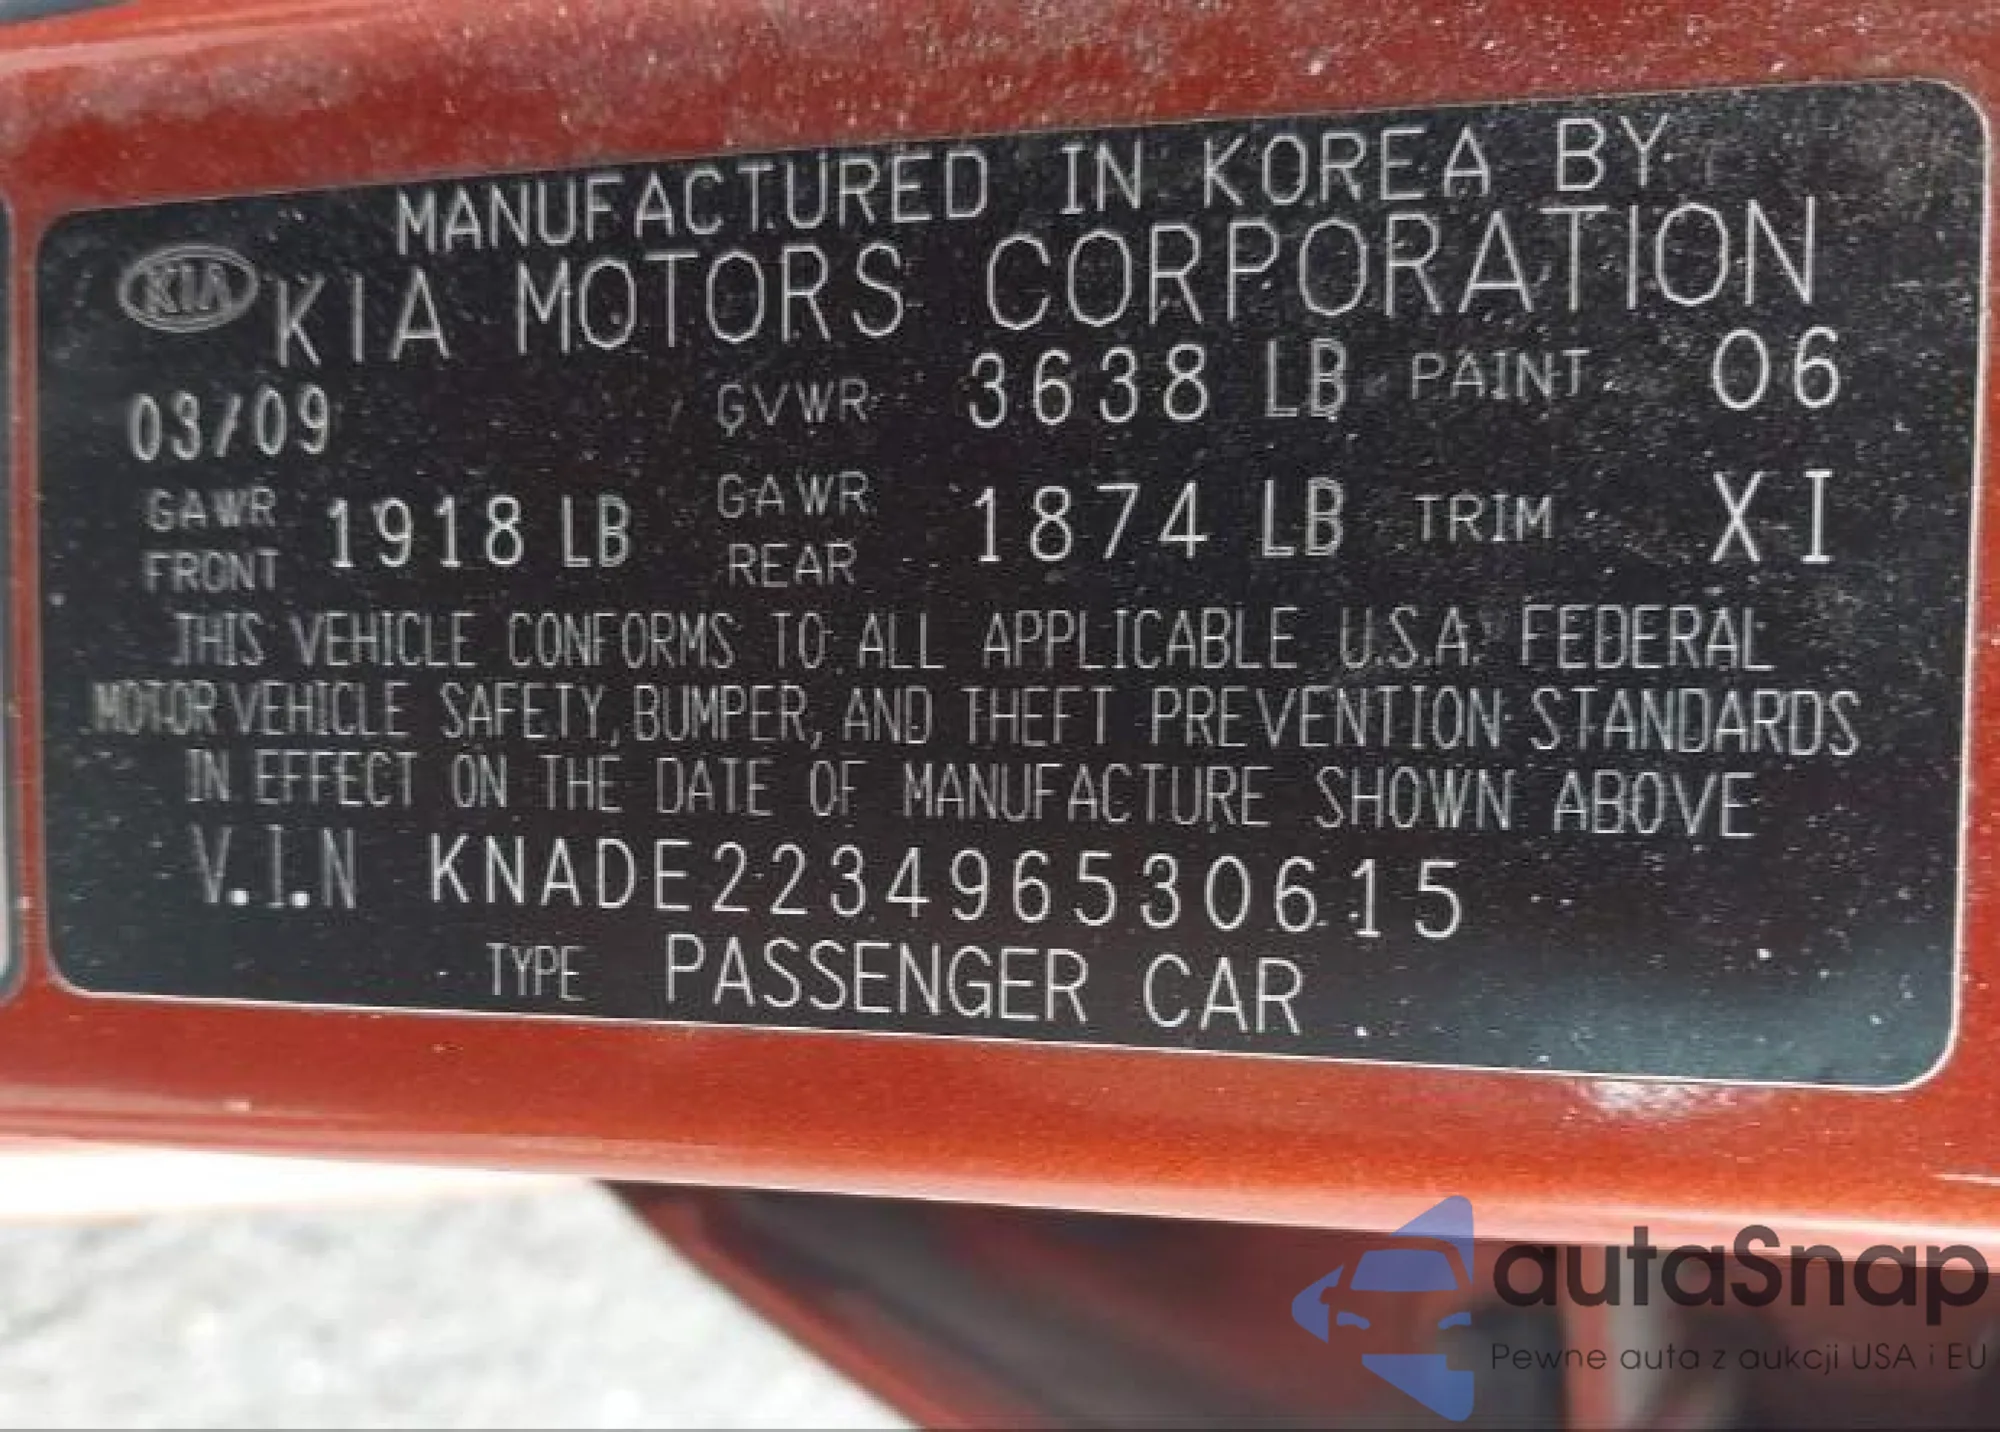 MANUFACTURED IN KOREA BY
KIA KIA MOTORS CORPORATION
03/09 GVWR 3638 LB PAINT 06
GAWR FRONT 1918 LB GAWR REAR 1874 LB TRIM XI
THIS VEHICLE CONFORMS TO ALL APPLICABLE U.S.A. FEDERAL
MOTOR VEHICLE SAFETY, BUMPER, AND THEFT PREVENTION STANDARDS
IN EFFECT ON THE DATE OF MANUFACTURE SHOWN ABOVE
V.I.N KNADE223496530615
TYPE PASSENGER CAR
autaSnap
Pewne auta z aukcji USA i EU